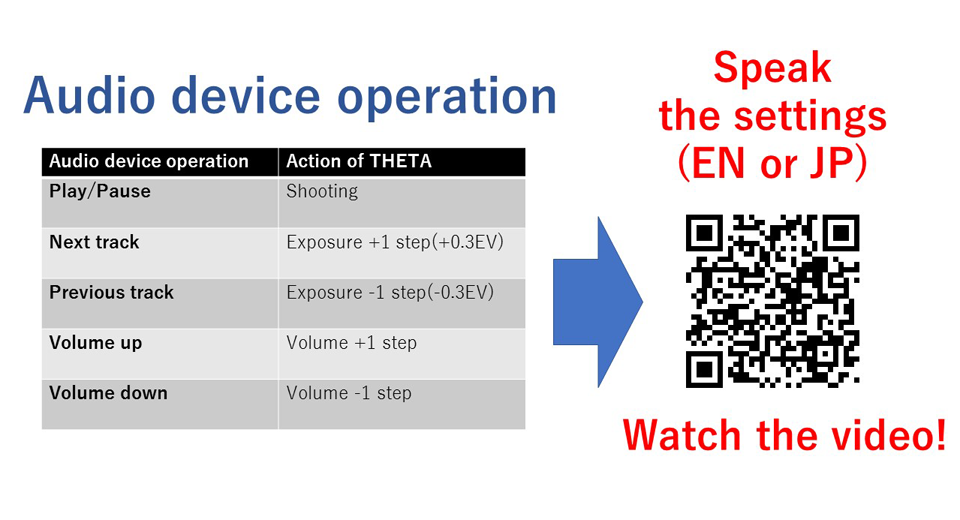 Audio device operation
Audio device operation Action of THETA
Play/Pause Shooting
Next track Exposure +1 step(+0.3EV)
Previous track Exposure -1 step(-0.3EV)
Volume up Volume +1 step
Volume down Volume -1 step
Speak
the settings
(EN or JP)
Watch the video!